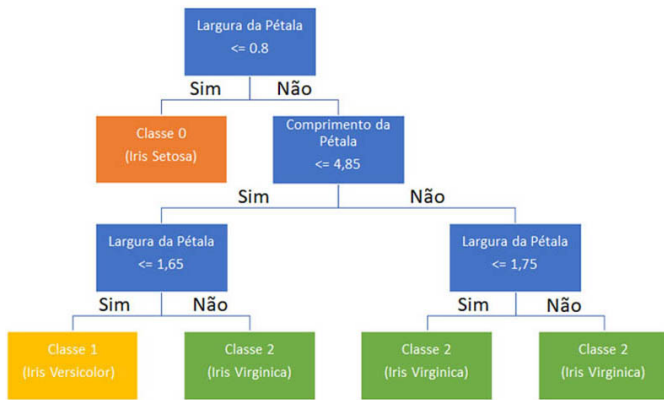 Largura da Pétala
<= 0.8
Sim
Não
Classe 0
(Iris Setosa)
Comprimento da
Pétala
<= 4,85
Sim
Não
Largura da Pétala
<= 1,65
Largura da Pétala
<= 1,75
Sim
Não
Sim
Não
Classe 1
(Iris Versicolor)
Classe 2
(Iris Virginica)
Classe 2
(Iris Virginica)
Classe 2
(Iris Virginica)